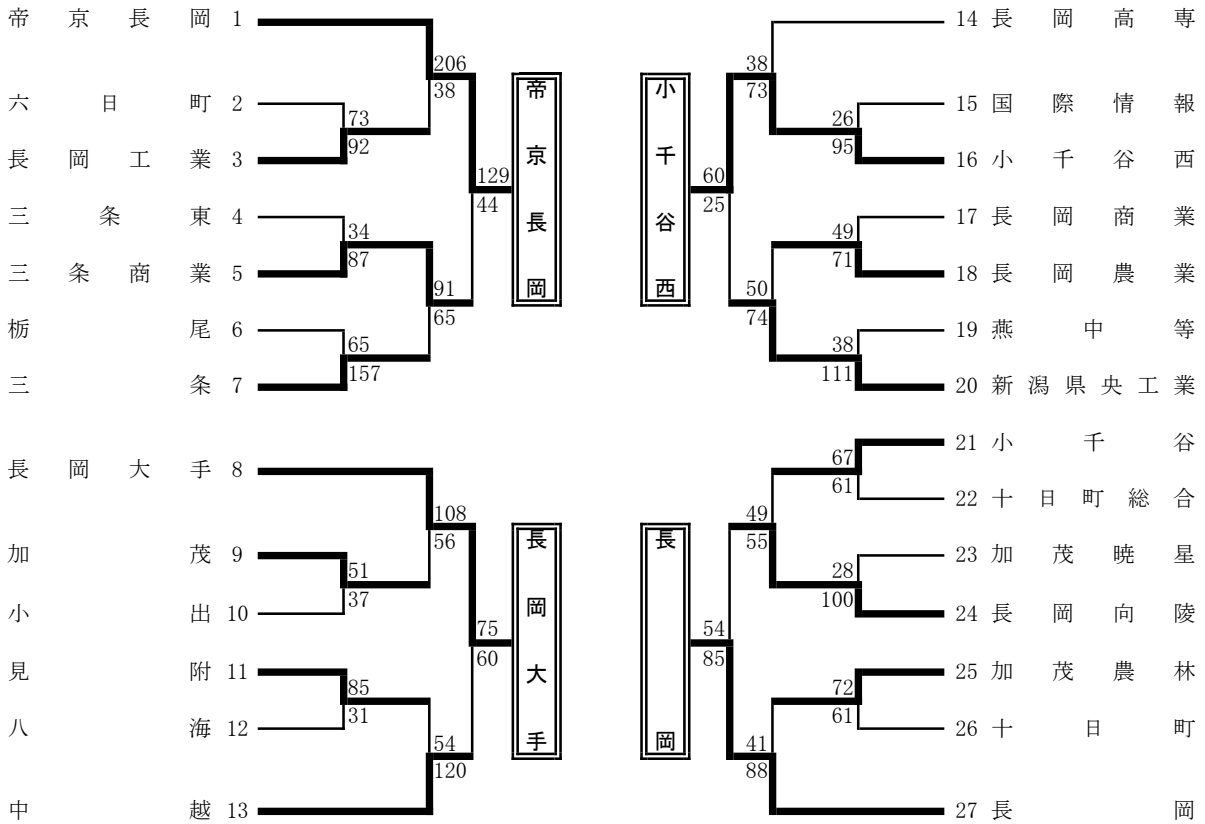 帝京長岡 1
206
38
六日町 2
73
92
長岡工業 3
129
44
三条東 4
34
87
三条商業 5
91
65
栃尾 6
65
157
三条 7
帝京長岡
長岡大手 8
108
56
加茂 9
51
37
小出 10
75
60
見附 11
85
31
八海 12
54
120
中越 13
長岡大手
14 長岡高専
38
73
15 国際情報
26
95
16 小千谷西
60
25
17 長岡商業
49
71
18 長岡農業
50
74
19 燕中等
38
111
20 新潟県央工業
小千谷西
21 小千谷
67
61
22 十日町総合
49
55
23 加茂暁星
28
100
24 長岡向陵
54
85
25 加茂農林
72
61
26 十日町
41
88
27 長岡
長岡